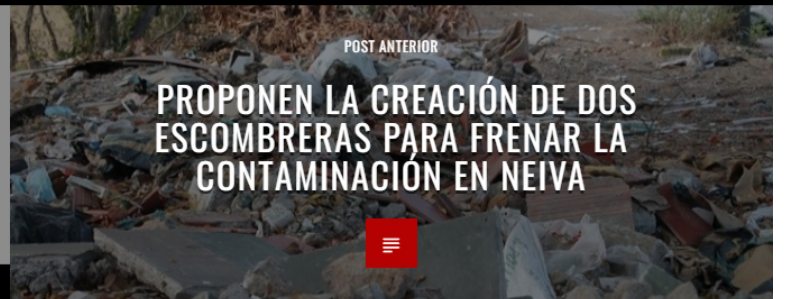 POST ANTERIOR
PROPONEN LA CREACIÓN DE DOS
ESCOMBRERAS PARA FRENAR LA
CONTAMINACIÓN EN NEIVA